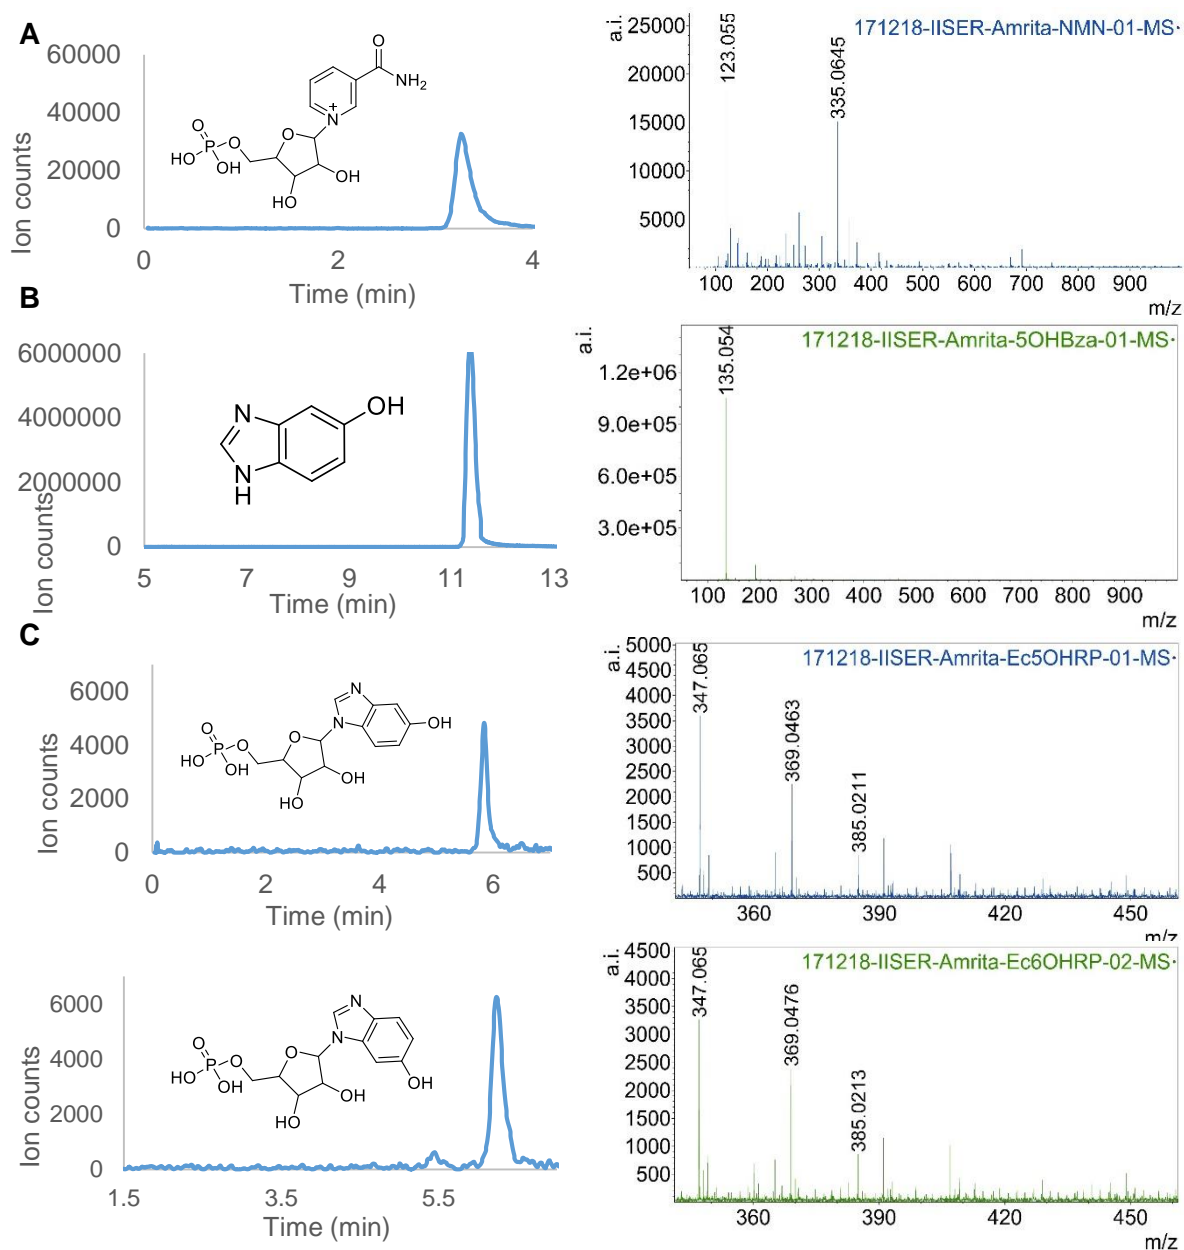 A
60000
40000
20000
0
Ion counts
0
2
4
Time (min)
O
NH2
N
+
O
O
P
O
HO
OH
OH
HO
a.i.
171218-IISER-Amrita-NMN-01-MS
25000
20000
15000
10000
5000
123.055
335.0645
100 200 300 400 500 600 700 800 900
m/z
B
6000000
4000000
2000000
0
Ion counts
5 7 9 11 13
Time (min)
N
N
H
OH
a.i.
171218-IISER-Amrita-5OHBza-01-MS
1.2e+06
9.0e+05
6.0e+05
3.0e+05
135.054
100 200 300 400 500 600 700 800 900
m/z
C
6000
4000
2000
0
Ion counts
0 2 4 6
Time (min)
N
N
OH
O
O
O
P
HO
OH
OH
HO
a.i.
171218-IISER-Amrita-Ec5OHRP-01-MS
5000
4500
4000
3500
3000
2500
2000
1500
1000
500
347.065
369.0463
385.0211
360 390 420 450
m/z
6000
4000
2000
0
Ion counts
1.5 3.5 5.5
Time (min)
N
N
OH
O
O
O
P
HO
OH
OH
HO
a.i.
171218-IISER-Amrita-Ec6OHRP-02-MS
4500
4000
3500
3000
2500
2000
1500
1000
500
347.065
369.0476
385.0213
360 390 420 450
m/z